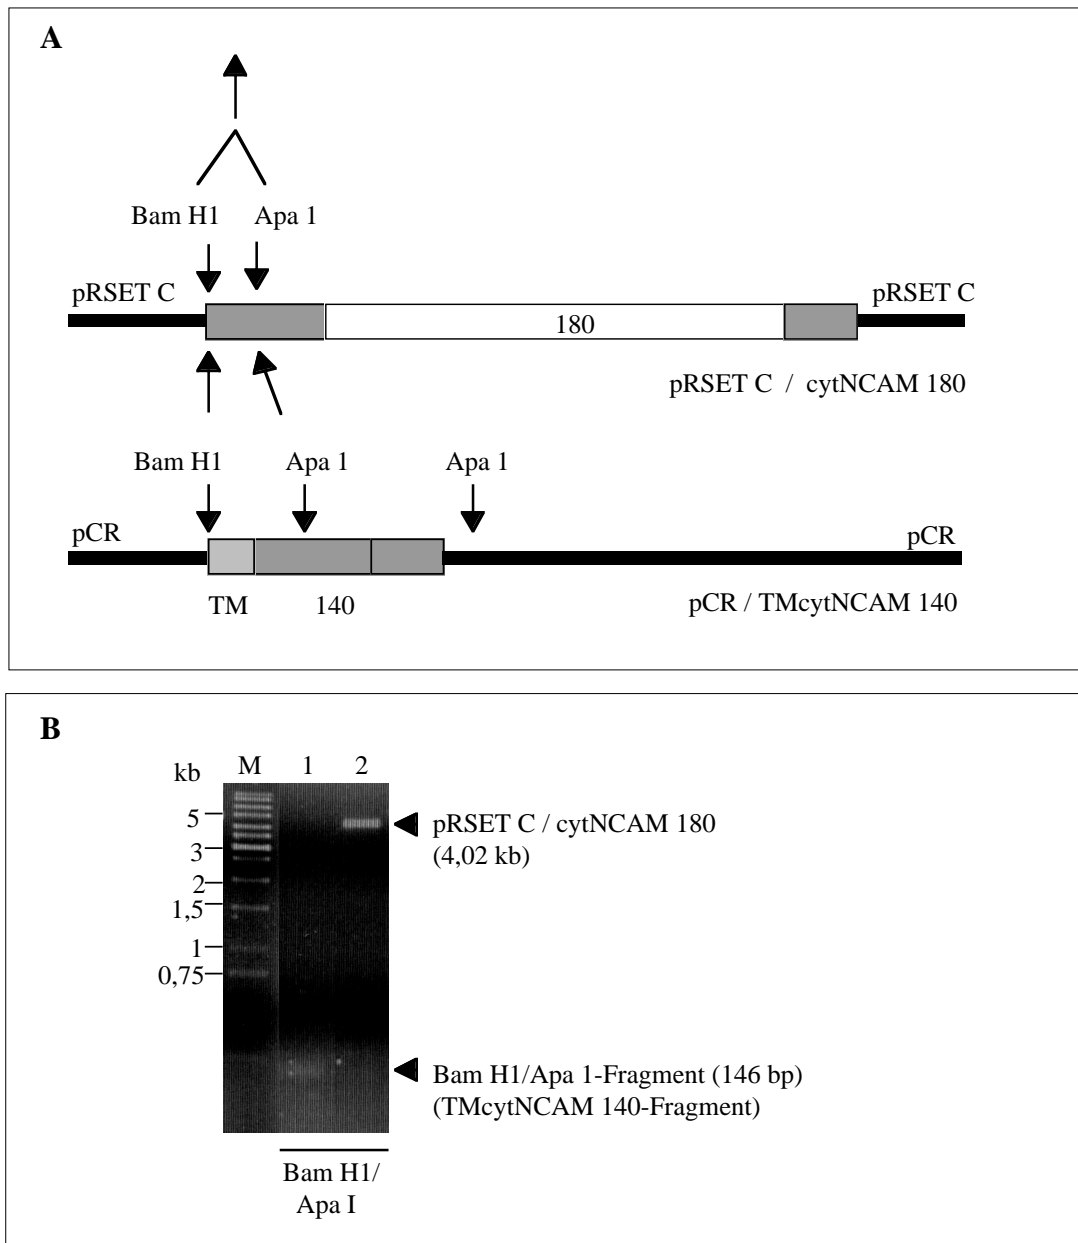 A
Bam H1 Apa 1
pRSET C pRSET C
180
pRSET C / cytNCAM 180
Bam H1 Apa 1 Apa 1
pCR pCR
TM 140 pCR / TMcytNCAM 140
B
kb M 1 2
5
3
2
1,5
1
0,75
pRSET C / cytNCAM 180
(4,02 kb)
Bam H1/Apa 1-Fragment (146 bp)
(TMcytNCAM 140-Fragment)
Bam H1/
Apa I